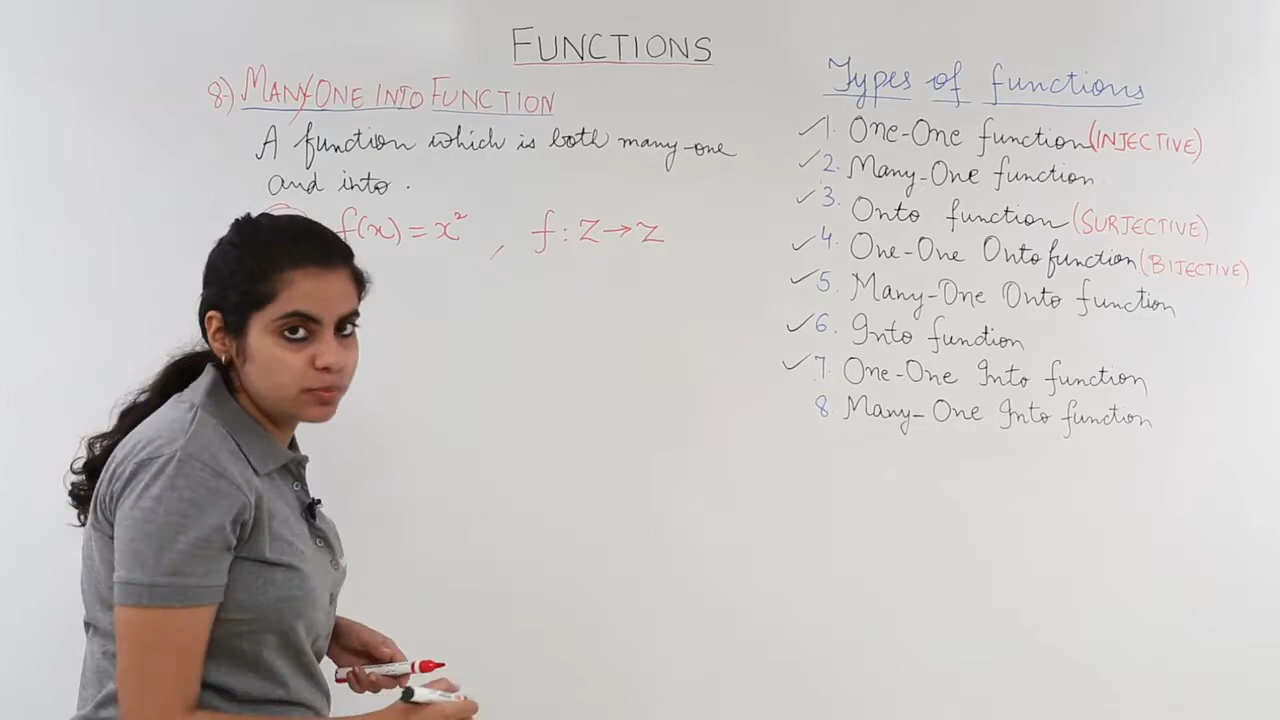 FUNCTIONS
8) MANY-ONE INTO FUNCTION
A function which is both many-one
and into.
f(x) = x² , f : Z → Z
Types of functions
✓ 1. One-One function (INJECTIVE)
✓ 2. Many-One function.
✓ 3. Onto function (SURJECTIVE)
✓ 4. One-One Onto function (BIJECTIVE)
✓ 5. Many-One Onto function
✓ 6. Into function
✓ 7. One-One Into function
8. Many-One Into function